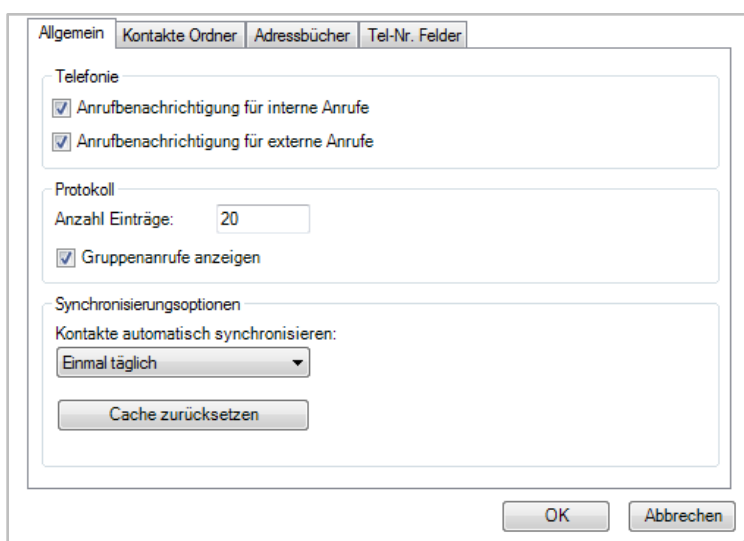 Allgemein Kontakte Ordner Adressbücher Tel-Nr. Felder
Telefonie
Anrufbenachrichtigung für interne Anrufe
Anrufbenachrichtigung für externe Anrufe
Protokoll
Anzahl Einträge: 20
Gruppenanrufe anzeigen
Synchronisierungsoptionen
Kontakte automatisch synchronisieren:
Einmal täglich
Cache zurücksetzen
OK Abbrechen